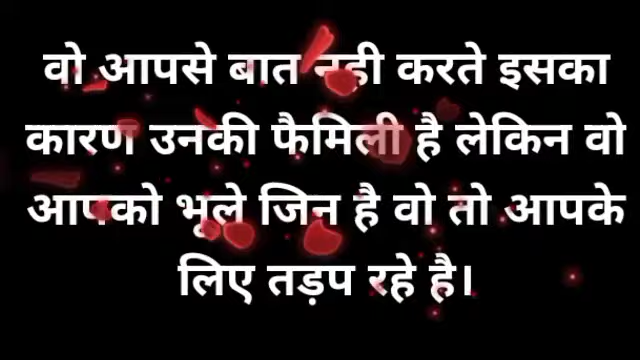 वो आपसे बात नही करते इसका
कारण उनकी फैमिली है लेकिन वो
आपको भूले जिन है वो तो आपके
लिए तड़प रहे है।